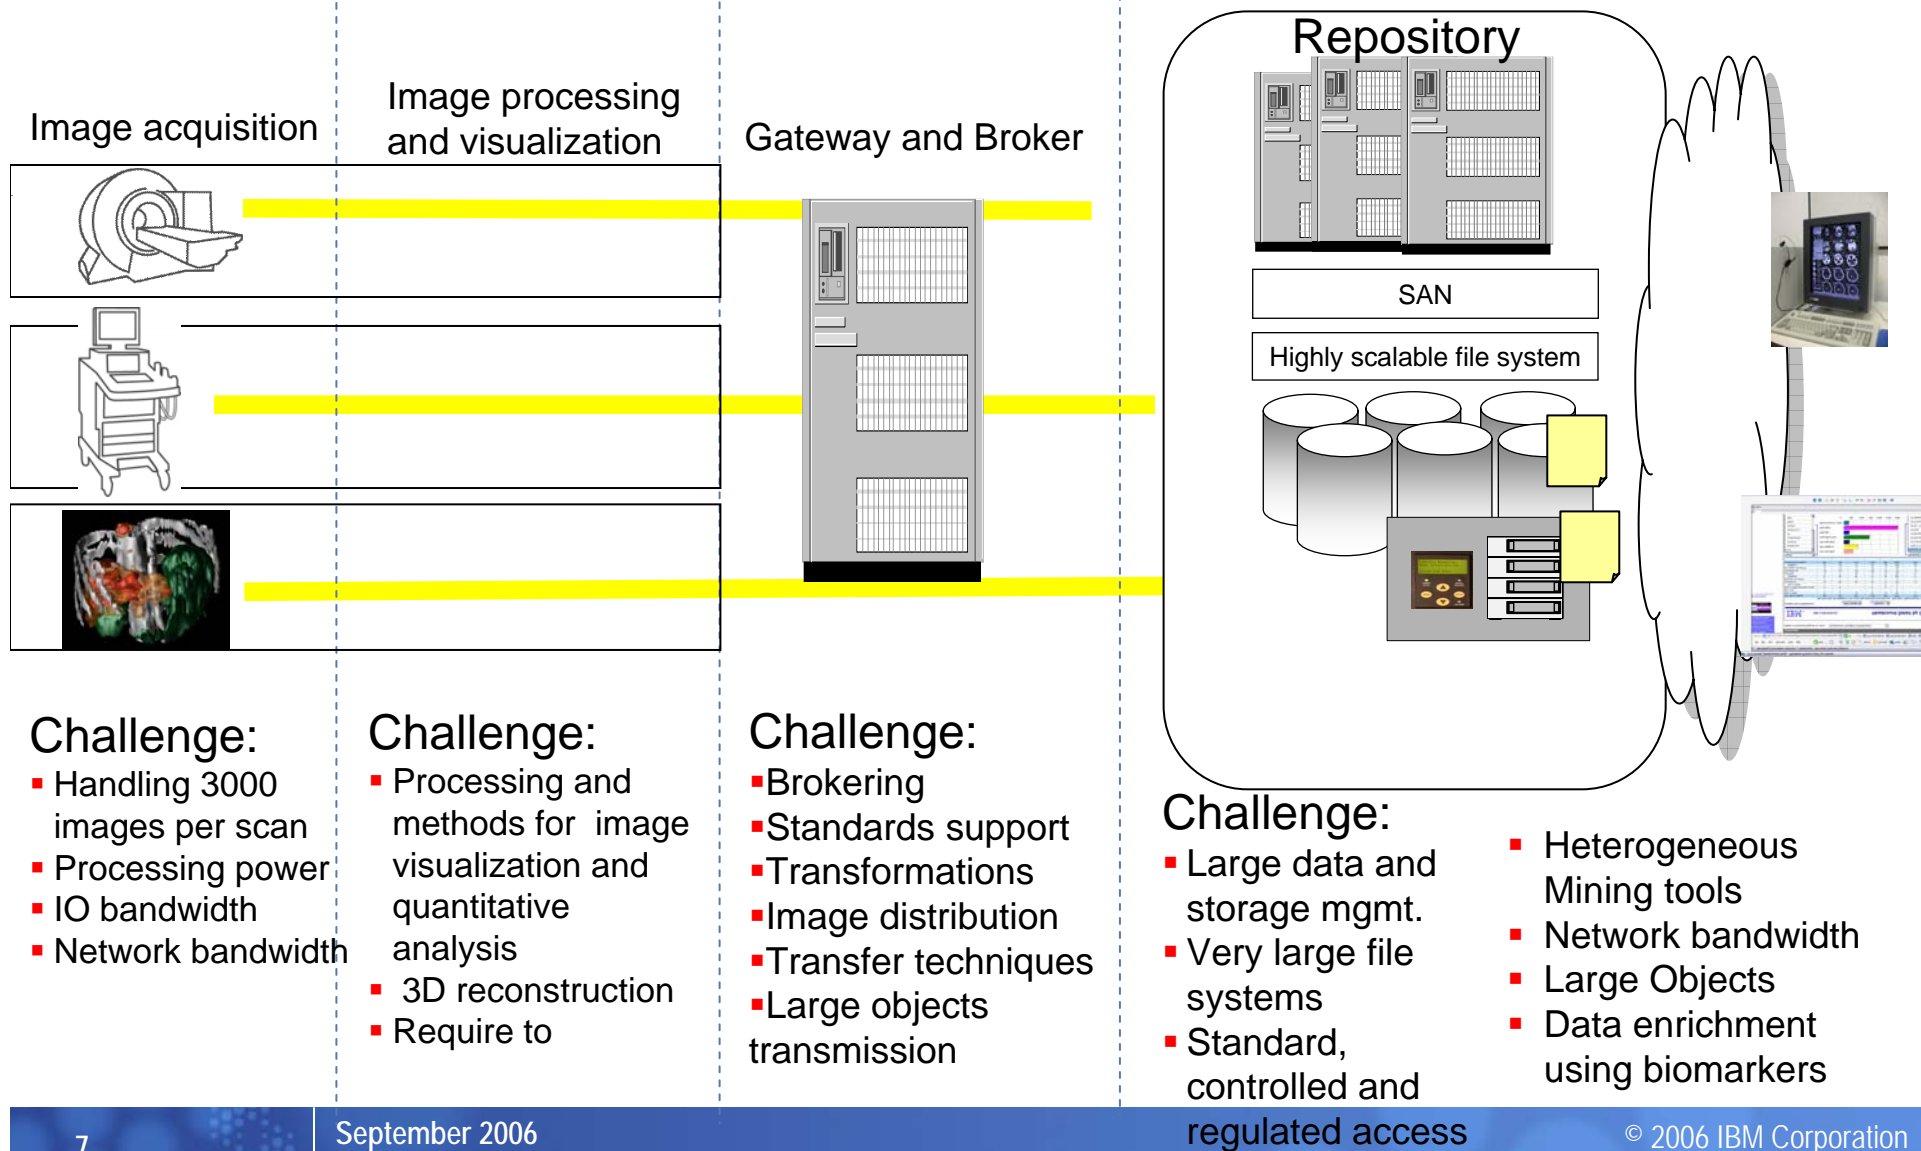 Repository
Image acquisition
Image processing
and visualization
Gateway and Broker
SAN
Highly scalable file system
Challenge:
▪ Handling 3000
images per scan
▪ Processing power
▪ IO bandwidth
▪ Network bandwidth
Challenge:
▪ Processing and
methods for image
visualization and
quantitative
analysis
▪ 3D reconstruction
▪ Require to
Challenge:
▪Brokering
▪Standards support
▪Transformations
▪Image distribution
▪Transfer techniques
▪Large objects
transmission
Challenge:
▪ Large data and
storage mgmt.
▪ Very large file
systems
▪ Standard,
controlled and
regulated access
▪ Heterogeneous
Mining tools
▪ Network bandwidth
▪ Large Objects
▪ Data enrichment
using biomarkers
7
September 2006
© 2006 IBM Corporation